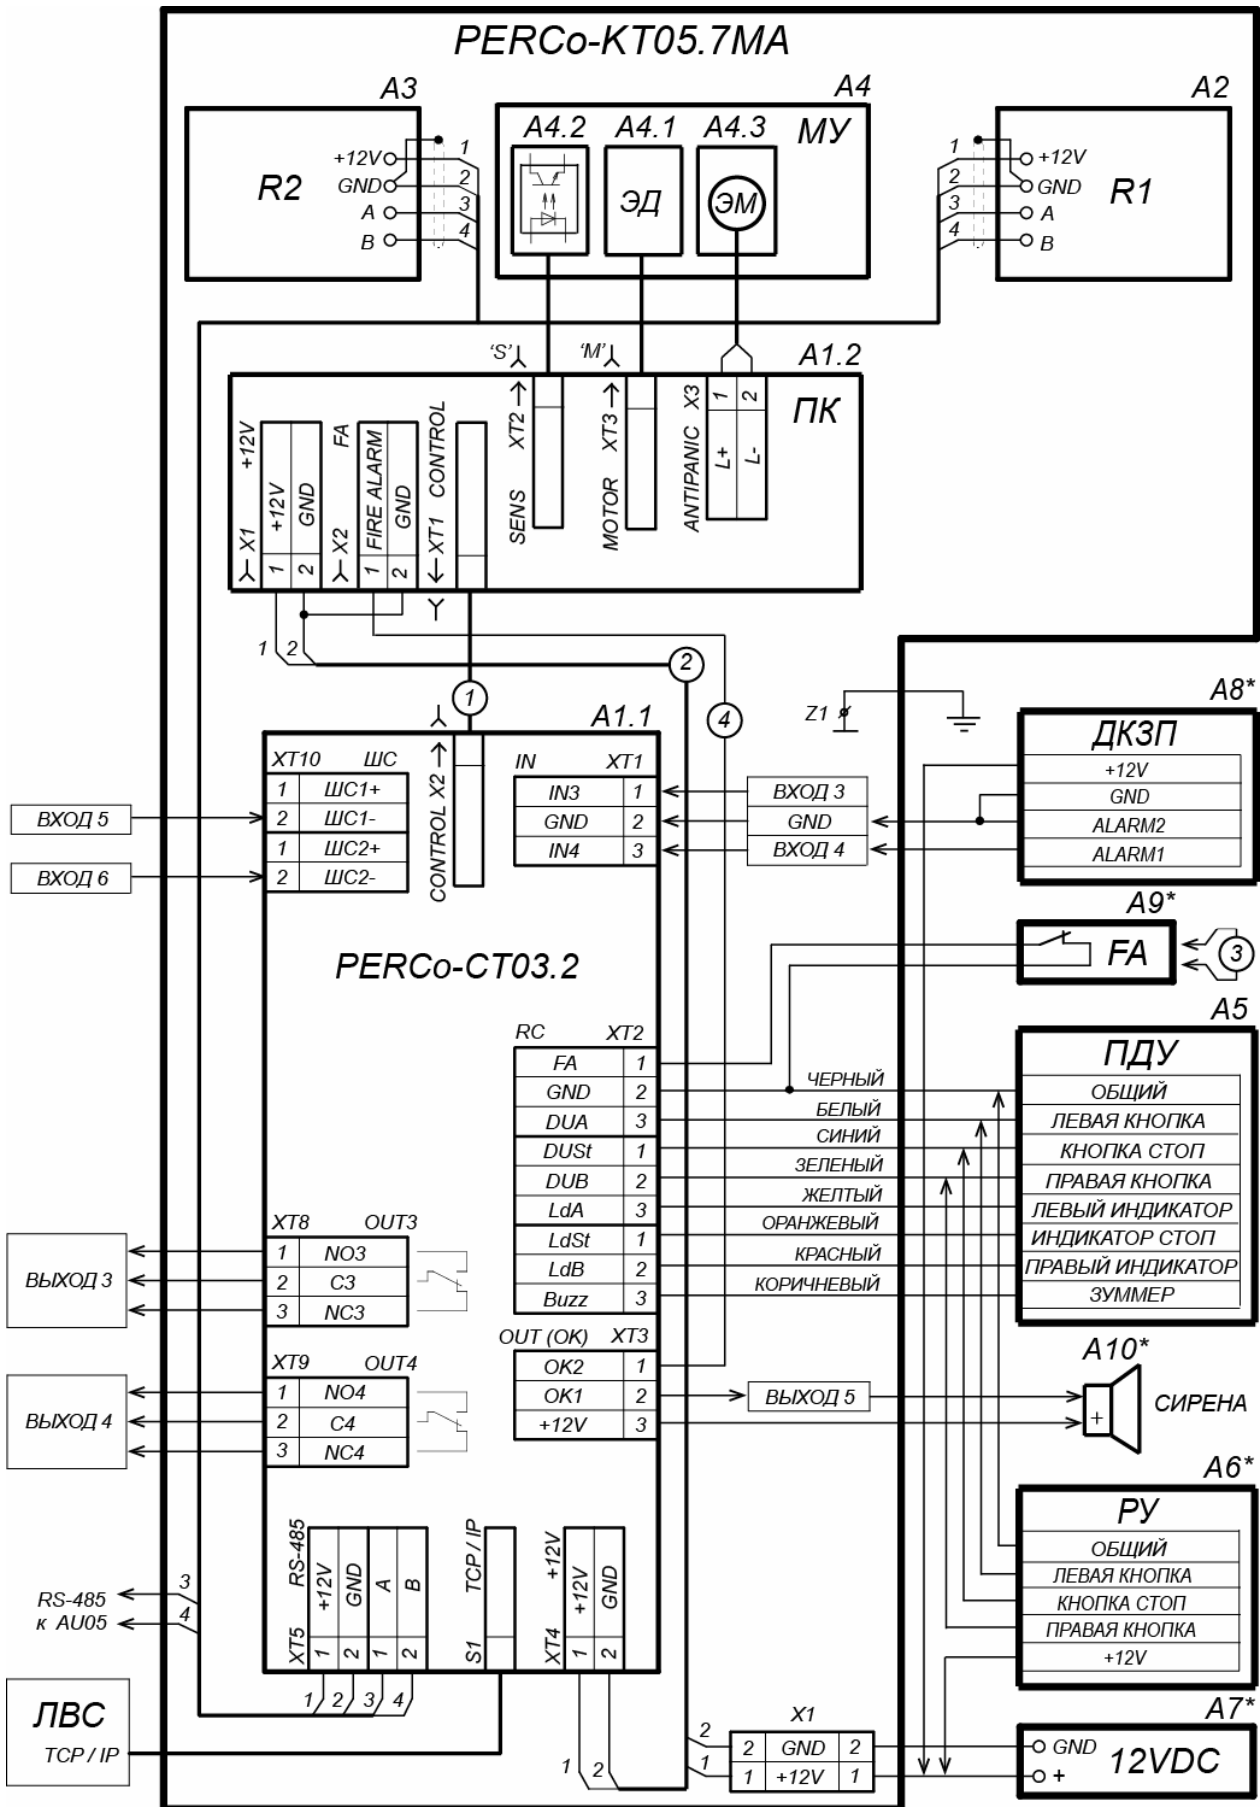 PERCo-KT05.7MA
A3
R2
+12V 1
GND 2
A 3
B 4
A4
МУ
A4.2
A4.1
A4.3
ЭД
ЭМ
A2
R1
1 +12V
2 GND
3 A
4 B
A1.2
ПК
X1 +12V
1 +12V
2 GND
X2 FA
1 FIRE ALARM
2 GND
XT1 CONTROL
'S'
SENS XT2
'M'
MOTOR XT3
ANTIPANIC X3
1 L+
2 L-
1 2
2
1
4
Z1
A1.1
CONTROL X2
XT10 ШС
1 ШС1+
2 ШС1-
1 ШС2+
2 ШС2-
ВХОД 5
ВХОД 6
IN XT1
IN3 1
GND 2
IN4 3
ВХОД 3
GND
ВХОД 4
A8*
ДКЗП
+12V
GND
ALARM2
ALARM1
A9*
FA
3
PERCo-CT03.2
RC XT2
FA 1
GND 2
DUA 3
DUSt 1
DUB 2
LdA 3
LdSt 1
LdB 2
Buzz 3
ЧЕРНЫЙ
БЕЛЫЙ
СИНИЙ
ЗЕЛЕНЫЙ
ЖЕЛТЫЙ
ОРАНЖЕВЫЙ
КРАСНЫЙ
КОРИЧНЕВЫЙ
A5
ПДУ
ОБЩИЙ
ЛЕВАЯ КНОПКА
КНОПКА СТОП
ПРАВАЯ КНОПКА
ЛЕВЫЙ ИНДИКАТОР
ИНДИКАТОР СТОП
ПРАВЫЙ ИНДИКАТОР
ЗУММЕР
XT8 OUT3
1 NO3
2 C3
3 NC3
ВЫХОД 3
XT9 OUT4
1 NO4
2 C4
3 NC4
ВЫХОД 4
OUT (OK) XT3
OK2 1
OK1 2
+12V 3
ВЫХОД 5
A10*
+
СИРЕНА
A6*
РУ
ОБЩИЙ
ЛЕВАЯ КНОПКА
КНОПКА СТОП
ПРАВАЯ КНОПКА
+12V
XT5 RS-485
1 +12V
2 GND
1 A
2 B
S1 TCP / IP
XT4 +12V
1 +12V
2 GND
RS-485
к AU05
3
4
1 2 3 4
ЛВС
TCP / IP
1 2
X1
2 2 GND 2
1 1 +12V 1
A7*
GND
+
12VDC